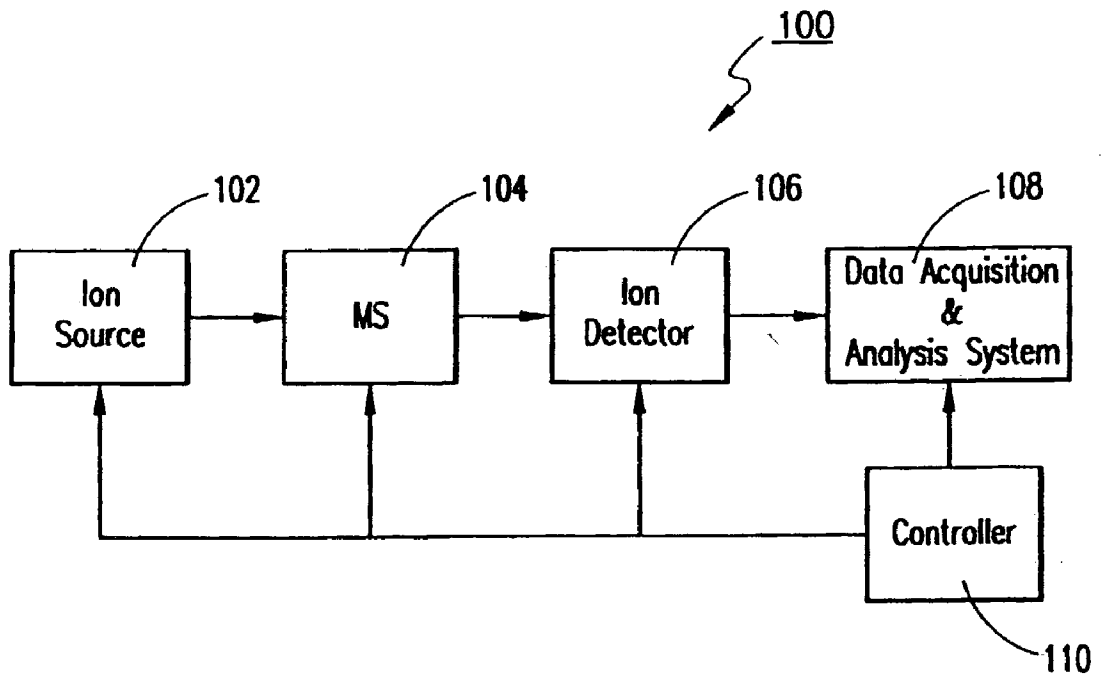 100
102
104
106
108
Ion
Source
MS
Ion
Detector
Data Acquisition
&
Analysis System
Controller
110